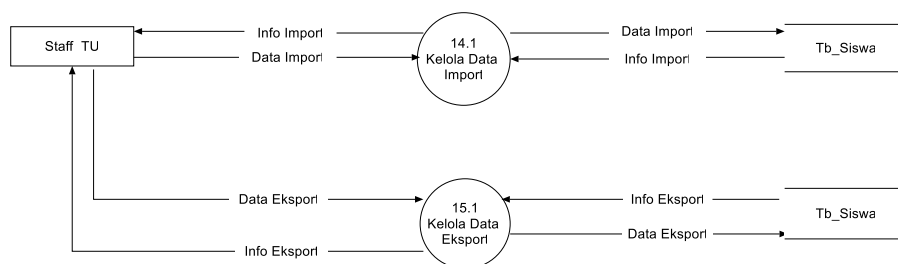 Info Import
Data Import
Staff TU
14.1
Kelola Data
Import
Tb_Siswa
Data Import
Info Import
Data Eksport
15.1
Info Eksport
Kelola Data
Tb_Siswa
Eksport
Data Eksport
Info Eksport